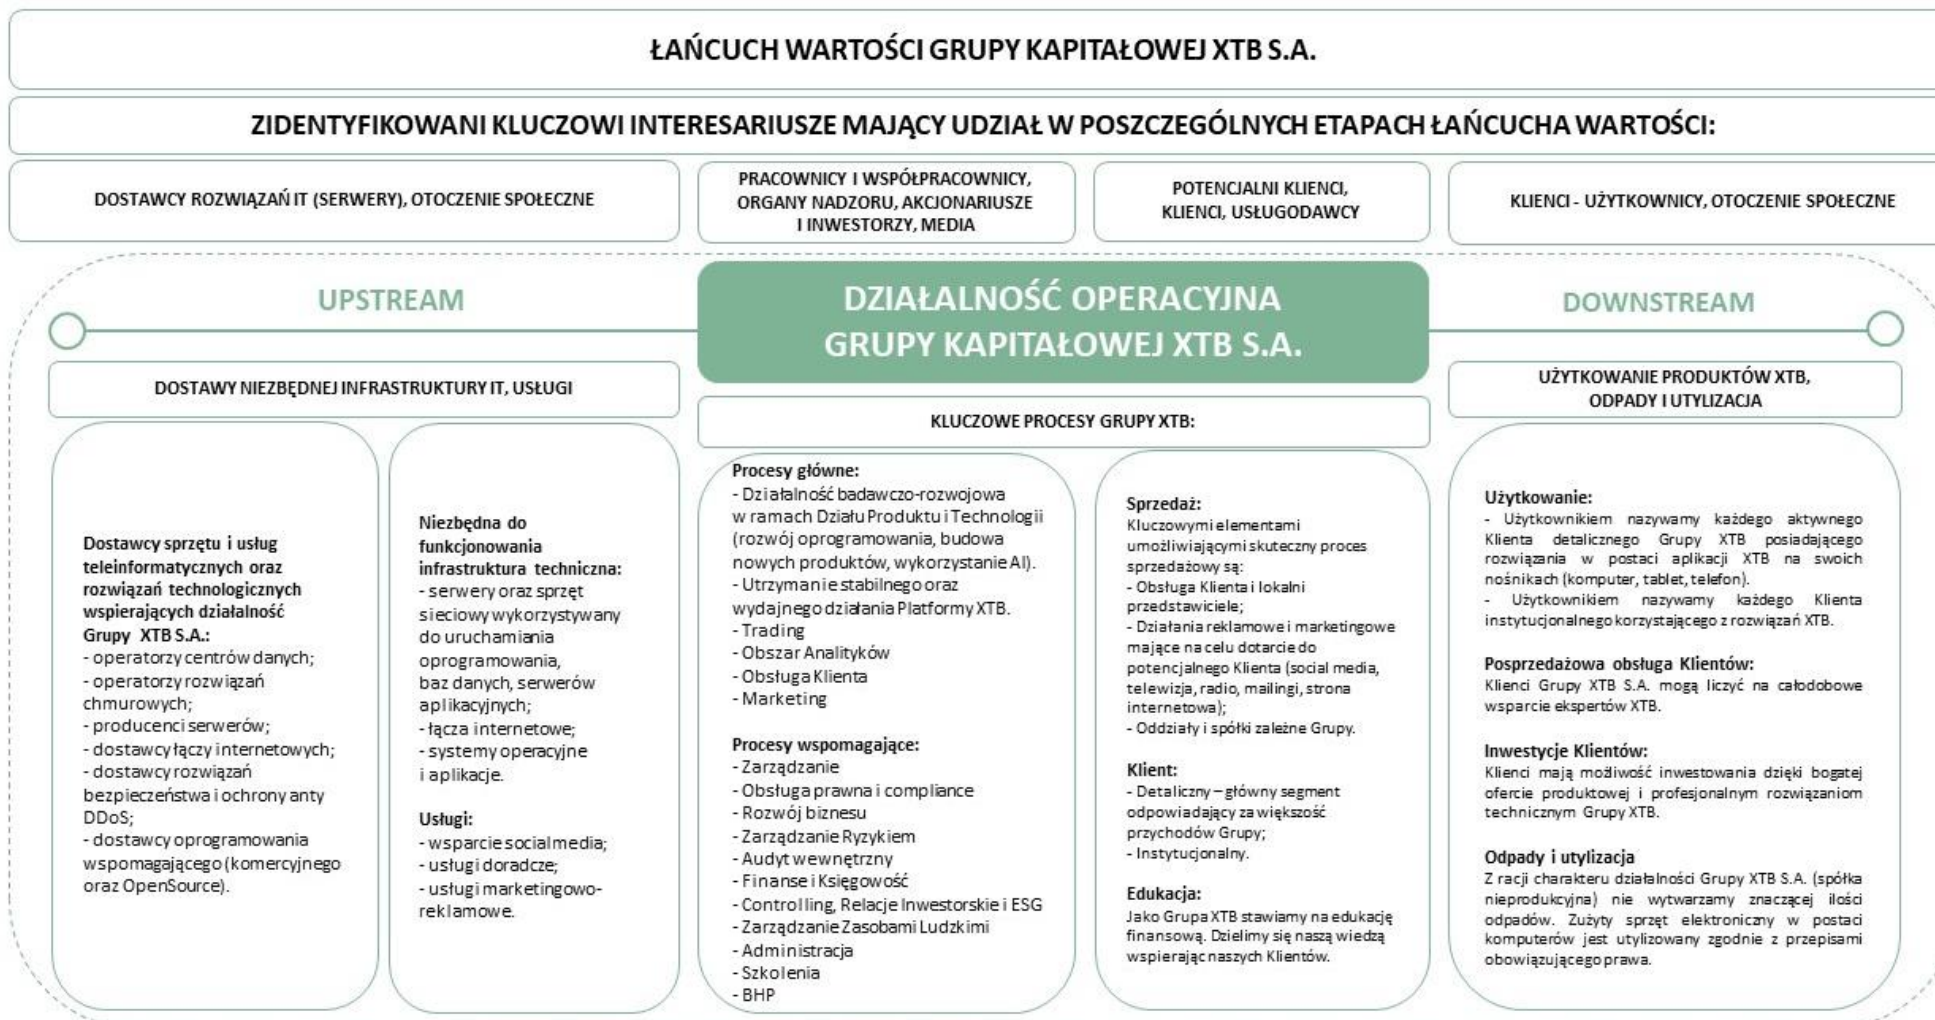 ŁAŃCUCH WARTOŚCI GRUPY KAPITAŁOWEJ XTB S.A.
ZIDENTYFIKOWANI KLUCZOWI INTERESARIUSZE MAJĄCY UDZIAŁ W POSZCZEGÓLNYCH ETAPACH ŁAŃCUCHA WARTOŚCI:
DOSTAWCY ROZWIĄZAŃ IT (SERWERY), OTOCZENIE SPOŁECZNE
PRACOWNICY I WSPÓŁPRACOWNICY,
ORGANY NADZORU, AKCJONARIUSZE
I INWESTORZY, MEDIA
POTENCJALNI KLIENCI,
KLIENCI, USŁUGODAWCY
KLIENCI - UŻYTKOWNICY, OTOCZENIE SPOŁECZNE
UPSTREAM
DZIAŁALNOŚĆ OPERACYJNA
GRUPY KAPITAŁOWEJ XTB S.A.
DOWNSTREAM
DOSTAWY NIEZBĘDNEJ INFRASTRUKTURY IT, USŁUGI
KLUCZOWE PROCESY GRUPY XTB:
UŻYTKOWANIE PRODUKTÓW XTB,
ODPADY I UTYLIZACJA
Dostawcy sprzętu i usług
teleinformatycznych oraz
rozwiązań technologicznych
wspierających działalność
Grupy XTB S.A.:
- operatorzy centrów danych;
- operatorzy rozwiązań
chmurowych;
- producenci serwerów;
- dostawcy łączy internetowych;
- dostawcy rozwiązań
bezpieczeństwa i ochrony anty
DDoS;
- dostawcy oprogramowania
wspomagającego (komercyjnego
oraz OpenSource).
Niezbędna do
funkcjonowania
infrastruktura techniczna:
- serwery oraz sprzęt
sieciowy wykorzystywany
do uruchamiania
oprogramowania,
baz danych, serwerów
aplikacyjnych;
- łącza internetowe;
- systemy operacyjne
i aplikacje.
Usługi:
- wsparcie social media;
- usługi doradcze;
- usługi marketingowo-
reklamowe.
Procesy główne:
- Działalność badawczo-rozwojowa
w ramach Działu Produktu i Technologii
(rozwój oprogramowania, budowa
nowych produktów, wykorzystanie AI).
- Utrzymanie stabilnego oraz
wydajnego działania Platformy XTB.
- Trading
- Obszar Analityków
- Obsługa Klienta
- Marketing
Procesy wspomagające:
- Zarządzanie
- Obsługa prawna i compliance
- Rozwój biznesu
- Zarządzanie Ryzykiem
- Audyt wewnętrzny
- Finanse i Księgowość
- Controlling, Relacje Inwestorskie i ESG
- Zarządzanie Zasobami Ludzkimi
- Administracja
- Szkolenia
- BHP
Sprzedaż:
Kluczowymi elementami
umożliwiającymi skuteczny proces
sprzedażowy są:
- Obsługa Klienta i lokalni
przedstawiciele;
- Działania reklamowe i marketingowe
mające na celu dotarcie do
potencjalnego Klienta (social media,
telewizja, radio, mailingi, strona
internetowa);
- Oddziały i spółki zależne Grupy.
Klient:
- Detaliczny – główny segment
odpowiadający za większość
przychodów Grupy;
- Instytucjonalny.
Edukacja:
Jako Grupa XTB stawiamy na edukację
finansową. Dzielimy się naszą wiedzą
wspierając naszych Klientów.
Użytkowanie:
- Użytkownikiem nazywamy każdego aktywnego
Klienta detalicznego Grupy XTB posiadającego
rozwiązania w postaci aplikacji XTB na swoich
nośnikach (komputer, tablet, telefon).
- Użytkownikiem nazywamy każdego Klienta
instytucjonalnego korzystającego z rozwiązań XTB.
Posprzedażowa obsługa Klientów:
Klienci Grupy XTB S.A. mogą liczyć na całodobowe
wsparcie ekspertów XTB.
Inwestycje Klientów:
Klienci mają możliwość inwestowania dzięki bogatej
ofercie produktowej i profesjonalnym rozwiązaniom
technicznym Grupy XTB.
Odpady i utylizacja
Z racji charakteru działalności Grupy XTB S.A. (spółka
nieprodukcyjna) nie wytwarzamy znaczącej ilości
odpadów. Zużyty sprzęt elektroniczny w postaci
komputerów jest utylizowany zgodnie z przepisami
obowiązującego prawa.